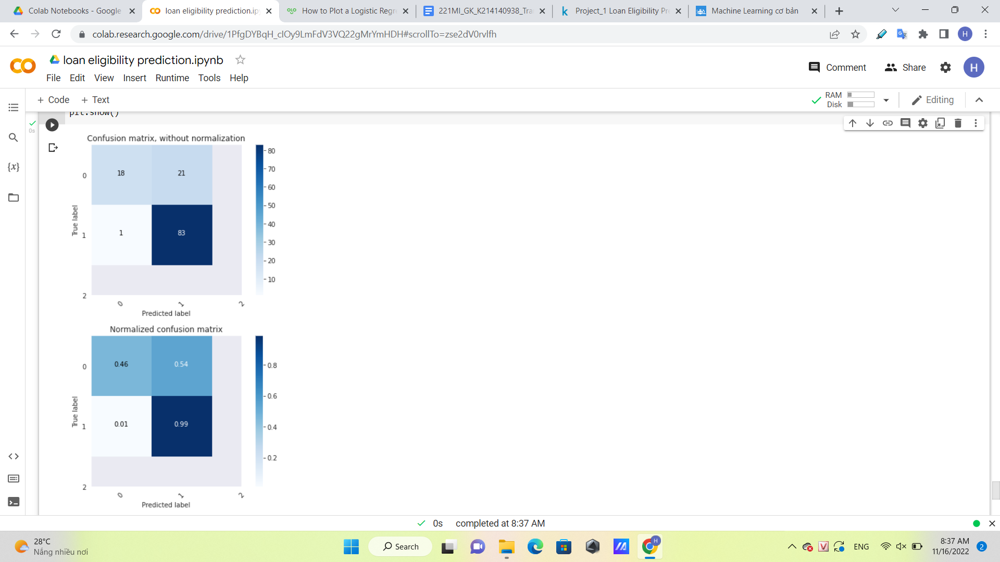 Colab Notebooks - Google
loan eligibility prediction.ip
How to Plot a Logistic Regr
221MI_GK_K214140938_Tra
Project_1 Loan Eligibility Pr
Machine Learning cơ bản
colab.research.google.com/drive/1PfgDYBqH_cIOy9LmFdV3VQ22gMrYmHDH#scrollTo=zse2dV0rvlfh
H
loan eligibility prediction.ipynb
File Edit View Insert Runtime Tools Help
Comment Share H
+ Code + Text
RAM
Disk
Editing
plt.show()
0s
{x}
Confusion matrix, without normalization
18 21
1 83
0
1
2
True label
0 1 2
Predicted label
80
70
60
50
40
30
20
10
Normalized confusion matrix
0.46 0.54
0.01 0.99
0
1
2
True label
0 1 2
Predicted label
0.8
0.6
0.4
0.2
0s completed at 8:37 AM
28°C
Nắng nhiều nơi
Search
H
V
ENG
8:37 AM
11/16/2022
2